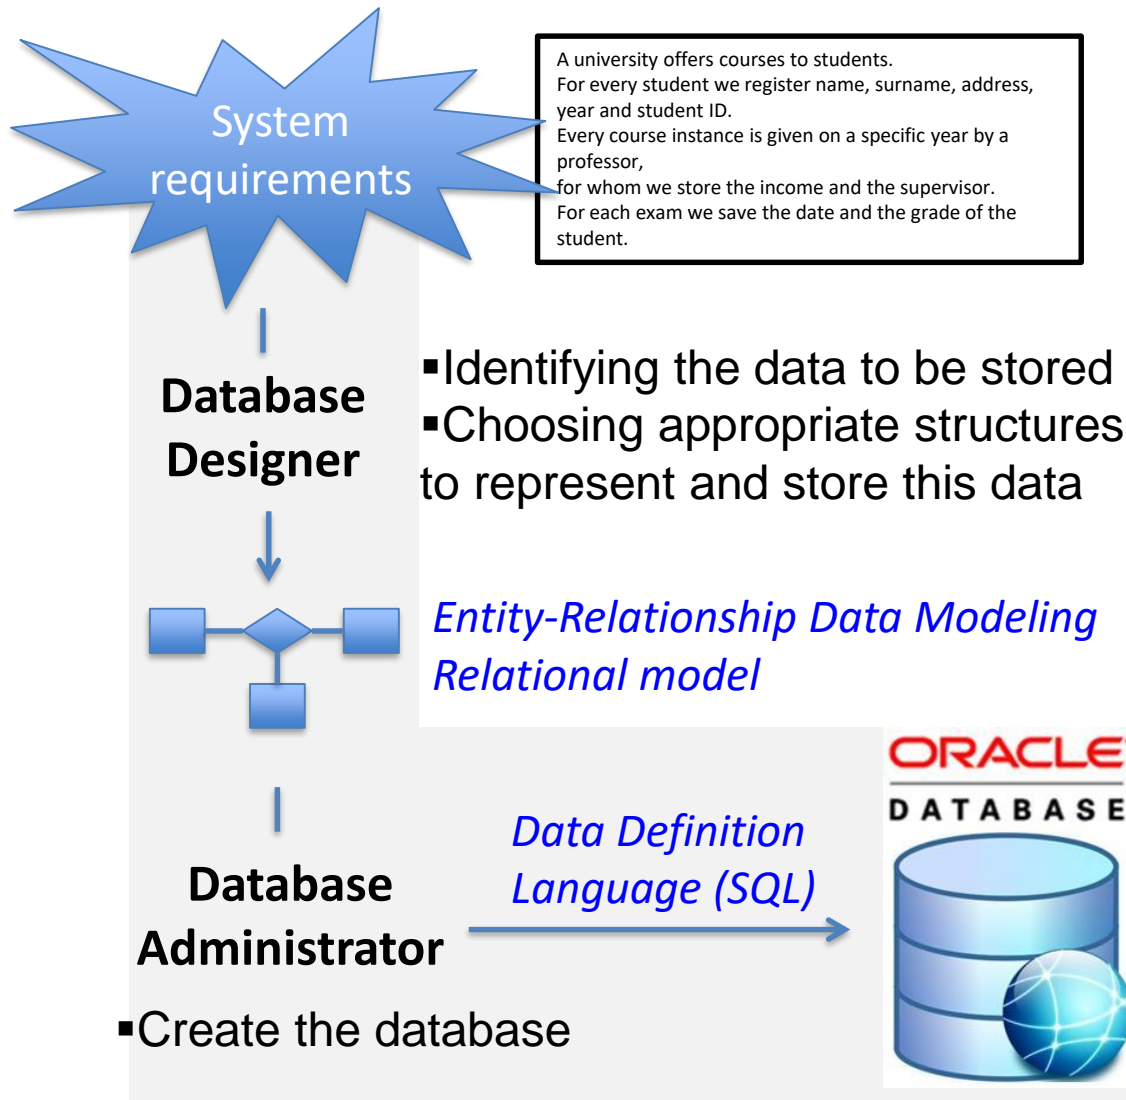 System
requirements
A university offers courses to students.
For every student we register name, surname, address,
year and student ID.
Every course instance is given on a specific year by a
professor,
for whom we store the income and the supervisor.
For each exam we save the date and the grade of the
student.
Database
Designer
▪Identifying the data to be stored
▪Choosing appropriate structures
to represent and store this data
Entity-Relationship Data Modeling
Relational model
ORACLE
DATABASE
Data Definition
Language (SQL)
Database
Administrator
▪Create the database